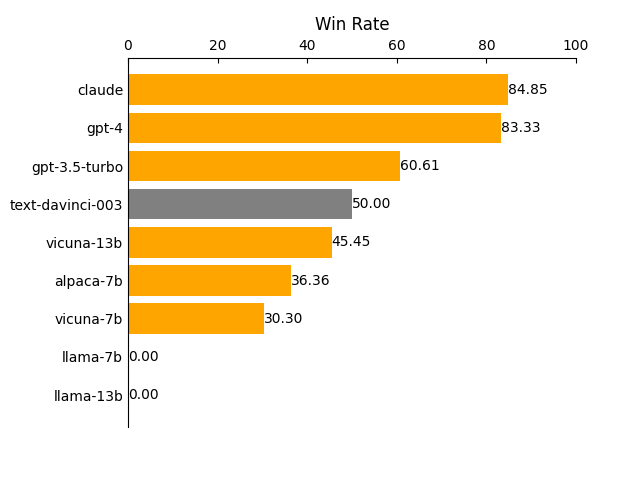 Win Rate
0 20 40 60 80 100
claude 84.85
gpt-4 83.33
gpt-3.5-turbo 60.61
text-davinci-003 50.00
vicuna-13b 45.45
alpaca-7b 36.36
vicuna-7b 30.30
llama-7b 0.00
llama-13b 0.00